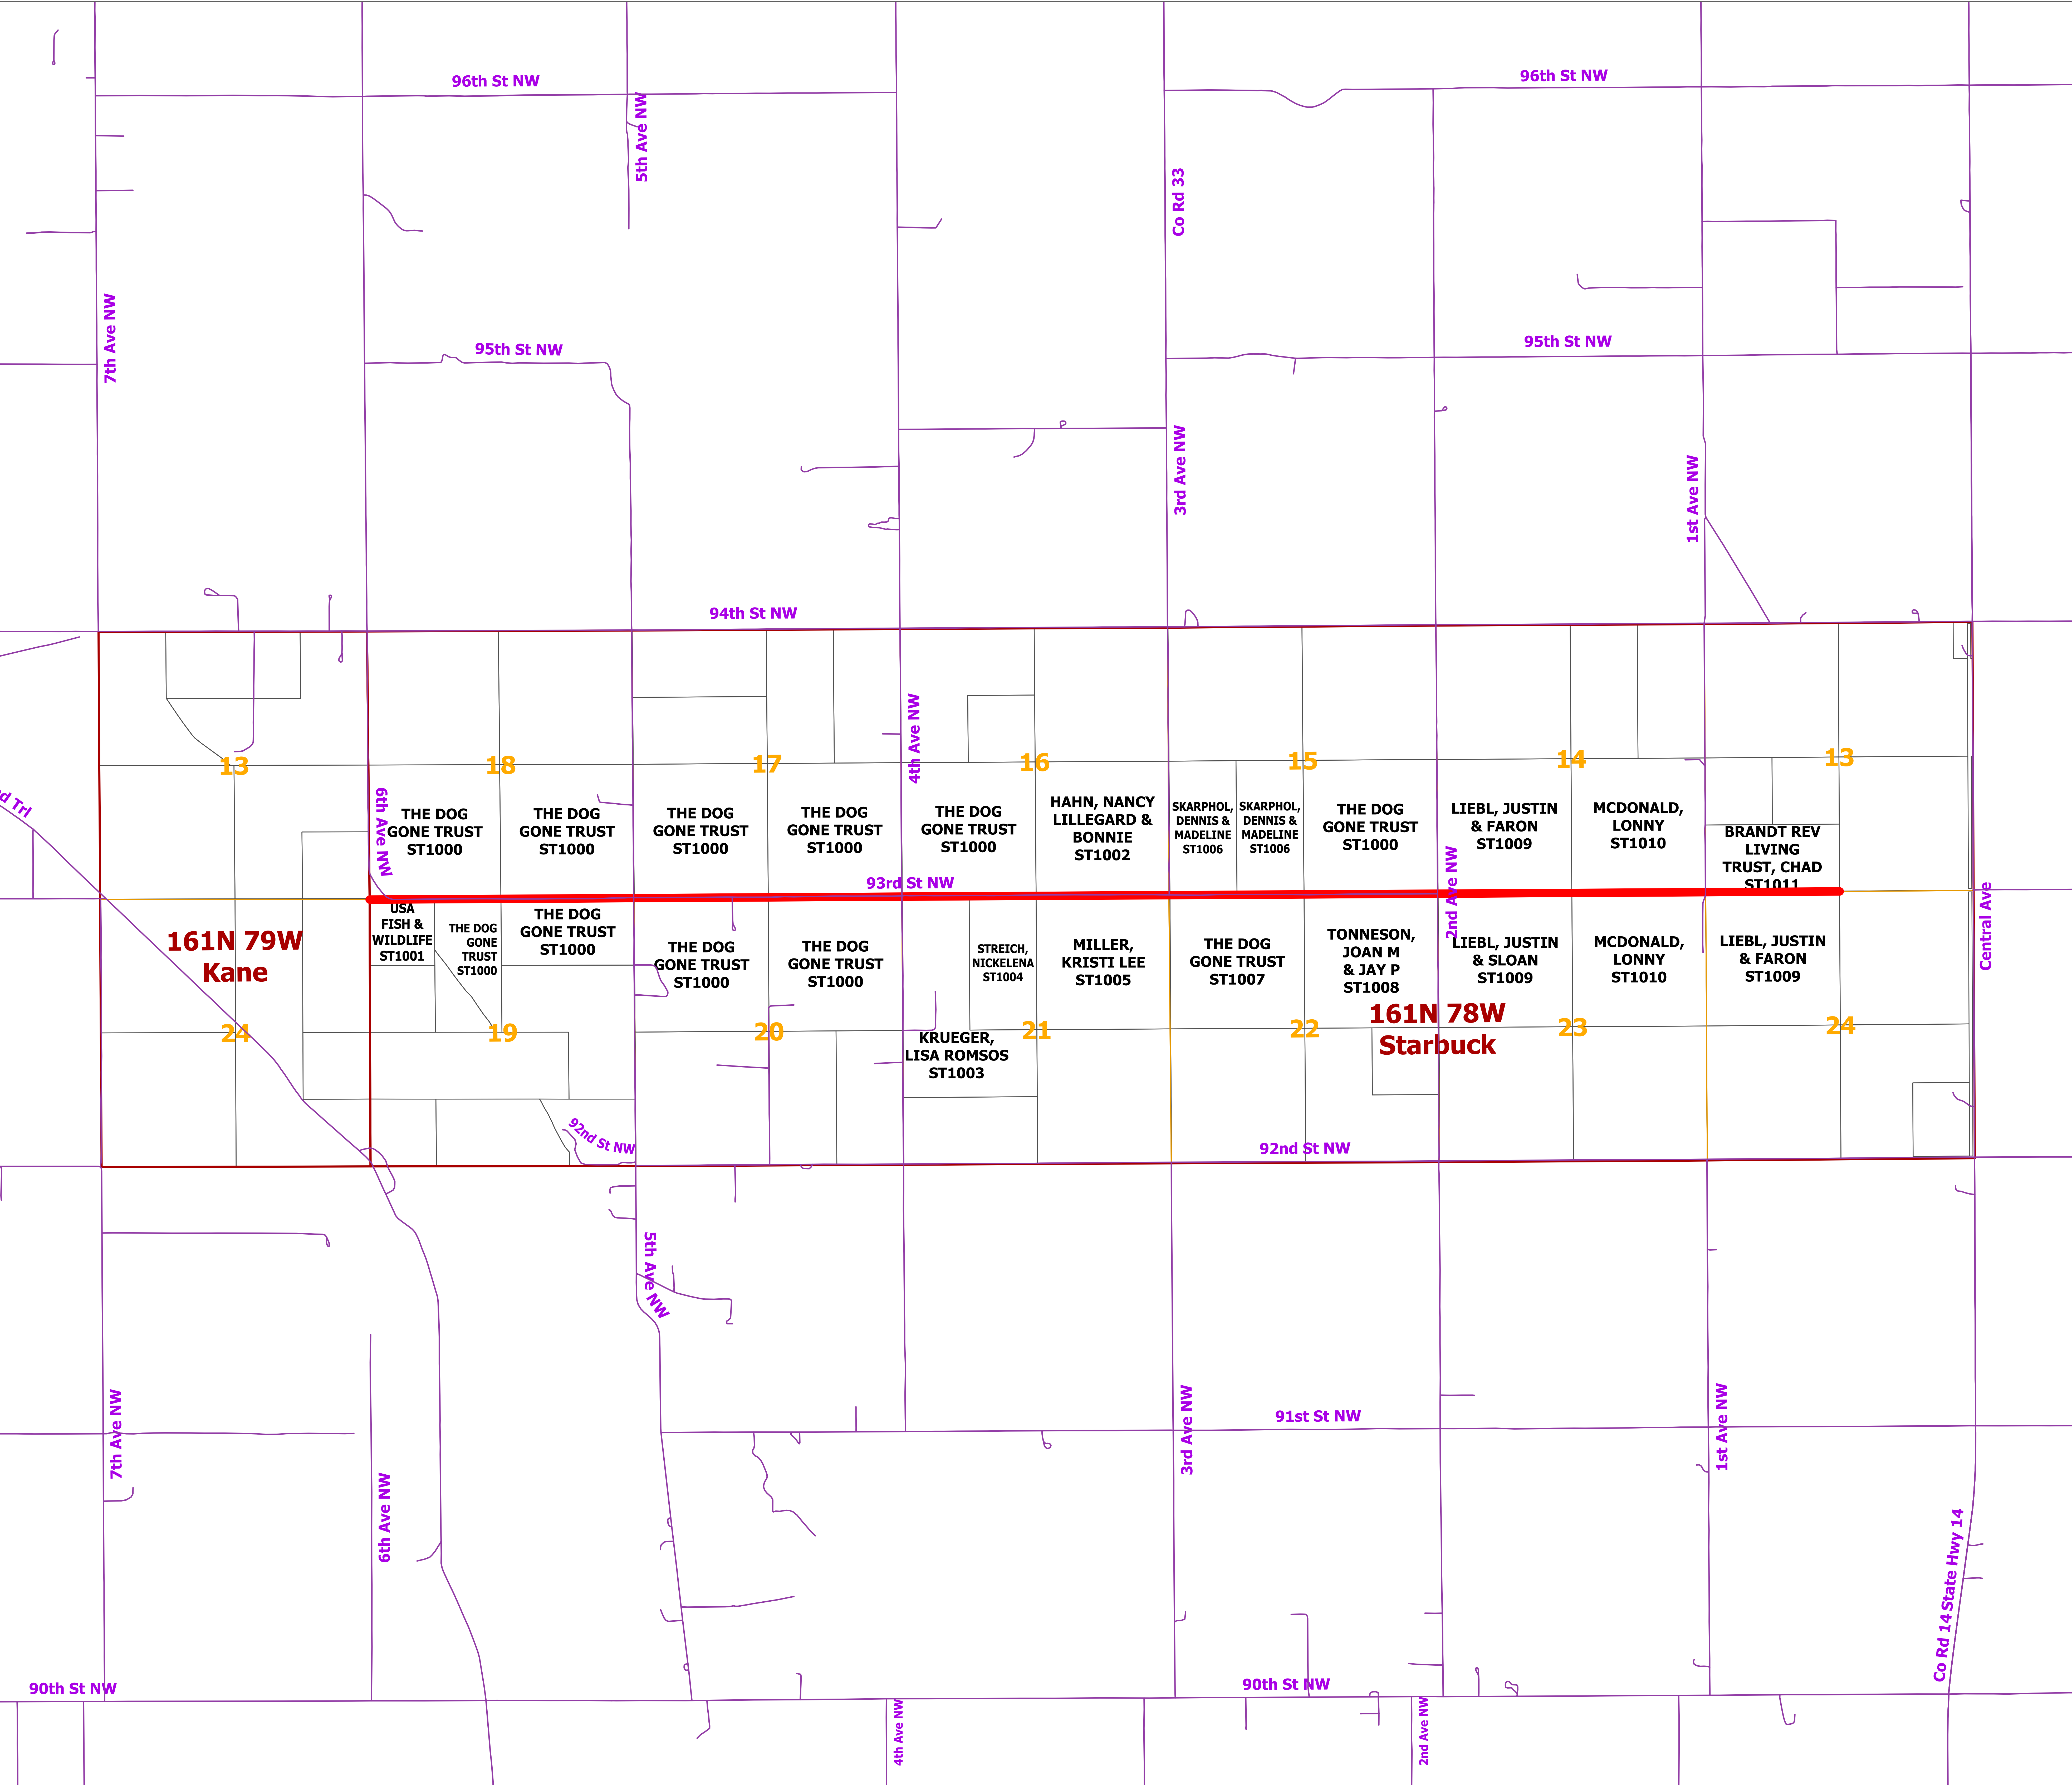 96th St NW
96th St NW
5th Ave NW
Co Rd 33
7th Ave NW
95th St NW
95th St NW
3rd Ave NW
1st Ave NW
94th St NW
4th Ave NW
13
18
17
16
15
14
13
6th Ave NW
THE DOG
GONE TRUST
ST1000
THE DOG
GONE TRUST
ST1000
THE DOG
GONE TRUST
ST1000
THE DOG
GONE TRUST
ST1000
THE DOG
GONE TRUST
ST1000
HAHN, NANCY
LILLEGARD &
BONNIE
ST1002
SKARPHOL,
DENNIS &
MADELINE
ST1006
SKARPHOL,
DENNIS &
MADELINE
ST1006
THE DOG
GONE TRUST
ST1000
LIEBL, JUSTIN
& FARON
ST1009
MCDONALD,
LONNY
ST1010
BRANDT REV
LIVING
TRUST, CHAD
ST1011
d Trl
93rd St NW
2nd Ave NW
Central Ave
161N 79W
Kane
USA
FISH &
WILDLIFE
ST1001
THE DOG
GONE
TRUST
ST1000
THE DOG
GONE TRUST
ST1000
THE DOG
GONE TRUST
ST1000
THE DOG
GONE TRUST
ST1000
STREICH,
NICKELENA
ST1004
MILLER,
KRISTI LEE
ST1005
THE DOG
GONE TRUST
ST1007
TONNESON,
JOAN M
& JAY P
ST1008
LIEBL, JUSTIN
& SLOAN
ST1009
MCDONALD,
LONNY
ST1010
LIEBL, JUSTIN
& FARON
ST1009
161N 78W
Starbuck
24
19
20
21
22
23
24
KRUEGER,
LISA ROMSOS
ST1003
92nd St NW
92nd St NW
5th Ave NW
7th Ave NW
3rd Ave NW
91st St NW
1st Ave NW
6th Ave NW
Co Rd 14 State Hwy 14
90th St NW
90th St NW
4th Ave NW
2nd Ave NW